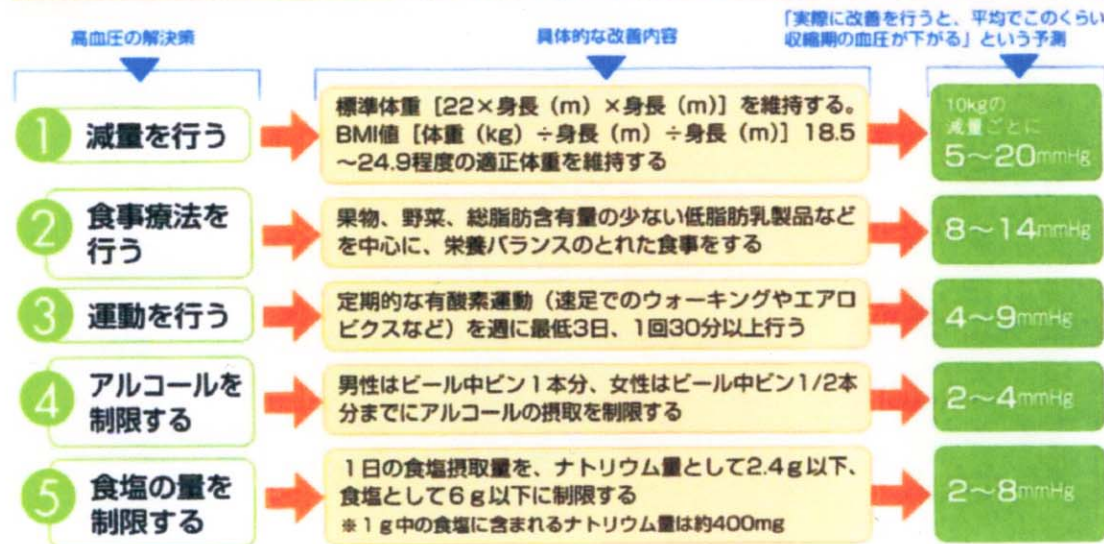 高血圧の解決策
具体的な改善内容
「実際に改善を行うと、平均でこのくらい
収縮期の血圧が下がる」という予測
1 減量を行う
標準体重［22×身長（m）×身長（m）］を維持する。
BMI値［体重（kg）÷身長（m）÷身長（m）］18.5
～24.9程度の適正体重を維持する
10kgの
減量ごとに
5～20mmHg
2 食事療法を
行う
果物、野菜、総脂肪含有量の少ない低脂肪乳製品など
を中心に、栄養バランスのとれた食事をする
8～14mmHg
3 運動を行う
定期的な有酸素運動（速足でのウォーキングやエアロ
ビクスなど）を週に最低3日、1回30分以上行う
4～9mmHg
4 アルコールを
制限する
男性はビール中ビン1本分、女性はビール中ビン1/2本
分までにアルコールの摂取を制限する
2～4mmHg
5 食塩の量を
制限する
1日の食塩摂取量を、ナトリウム量として2.4g以下、
食塩として6g以下に制限する
※1g中の食塩に含まれるナトリウム量は約400mg
2～8mmHg